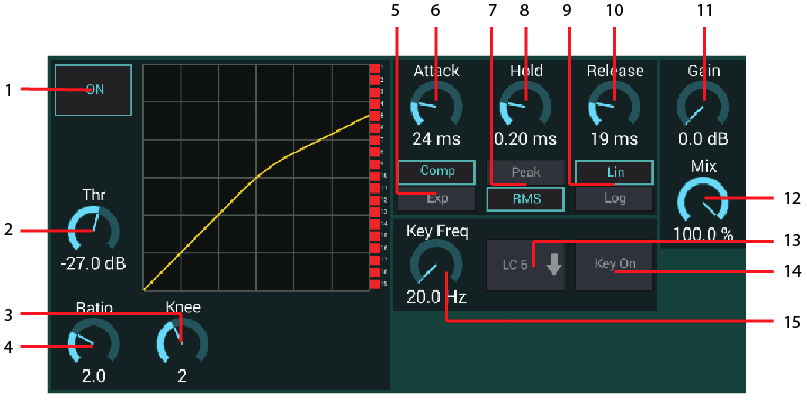 5 6 7 8 9 10 11
Attack Hold Release Gain
1 ON
24 ms 0.20 ms 19 ms 0.0 dB
Comp Peak Lin Mix
Exp RMS Log
12
Thr
100.0 %
2
-27.0 dB
Key Freq
13
LC 6 Key On
14
20.0 Hz
15
Ratio Knee
3
4
2.0 2